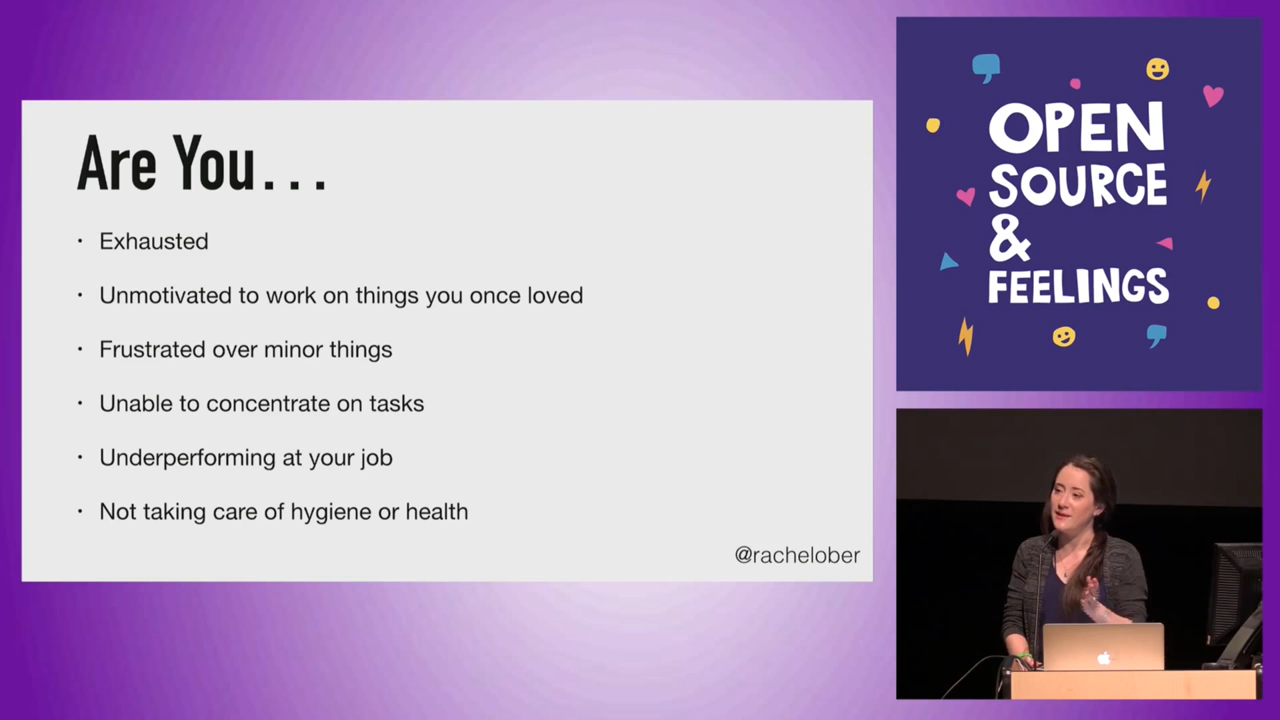 Are You...
• Exhausted
• Unmotivated to work on things you once loved
• Frustrated over minor things
• Unable to concentrate on tasks
• Underperforming at your job
• Not taking care of hygiene or health
@rachelober
OPEN
SOURCE
&
FEELINGS